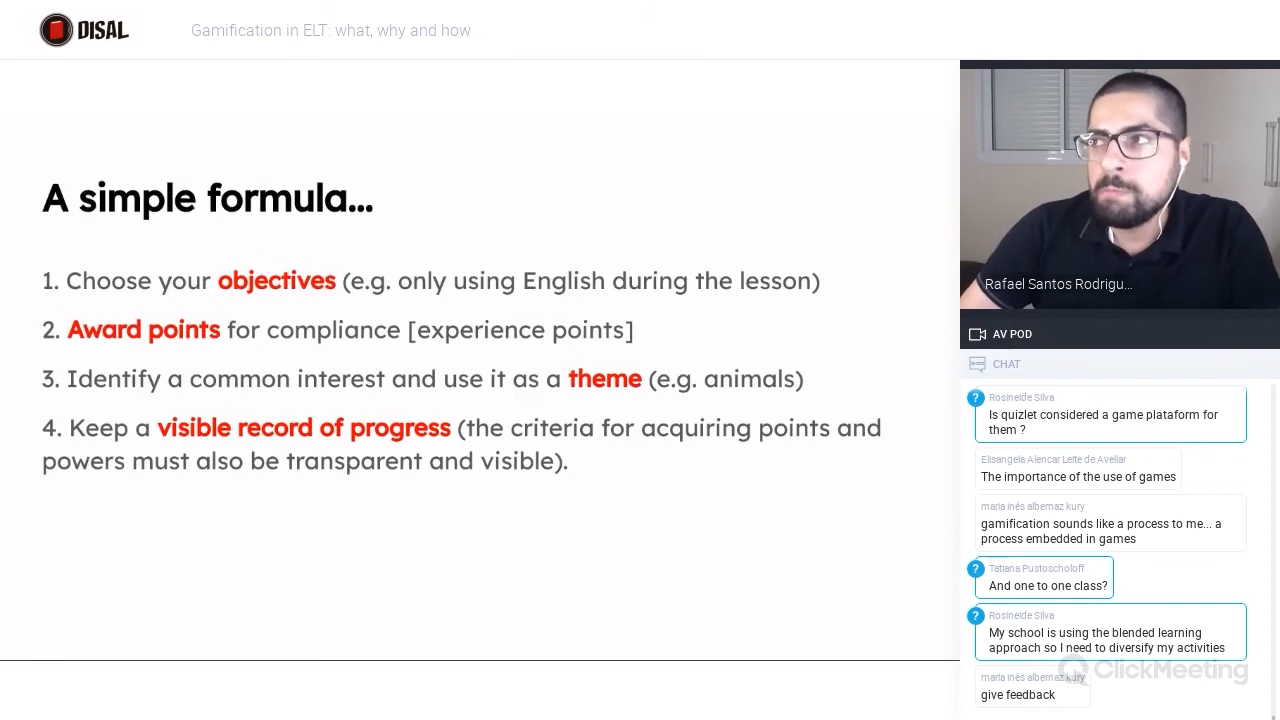 DISAL
Gamification in ELT: what, why and how
A simple formula...
1. Choose your objectives (e.g. only using English during the lesson)
2. Award points for compliance [experience points]
3. Identify a common interest and use it as a theme (e.g. animals)
4. Keep a visible record of progress (the criteria for acquiring points and
powers must also be transparent and visible).
Rafael Santos Rodrigu...
AV POD
CHAT
? Rosineide Silva
Is quizlet considered a game plataform for
them ?
Elisangela Alencar Leite de Avellar
The importance of the use of games
maria inês albernaz kury
gamification sounds like a process to me... a
process embedded in games
? Tatiana Pustoscholoff
And one to one class?
? Rosineide Silva
My school is using the blended learning
approach so I need to diversify my activities
ClickMeeting
maria inês albernaz kury
give feedback